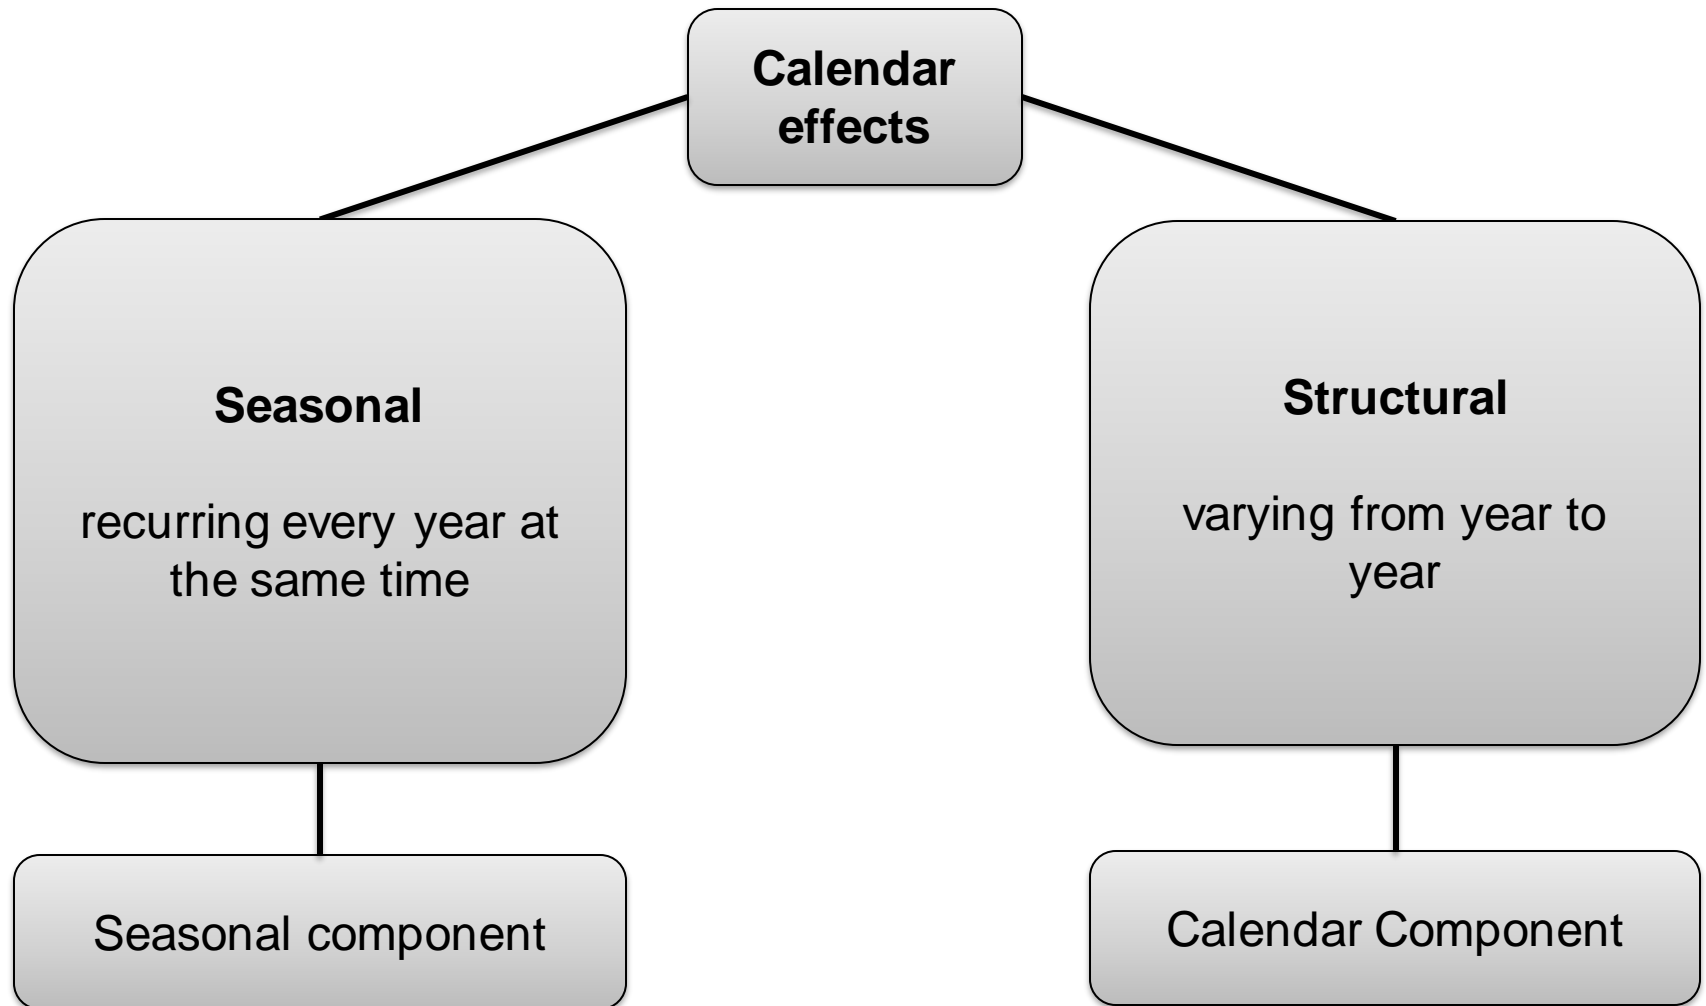 Calendar
effects
Seasonal
recurring every year at
the same time
Structural
varying from year to
year
Seasonal component
Calendar Component